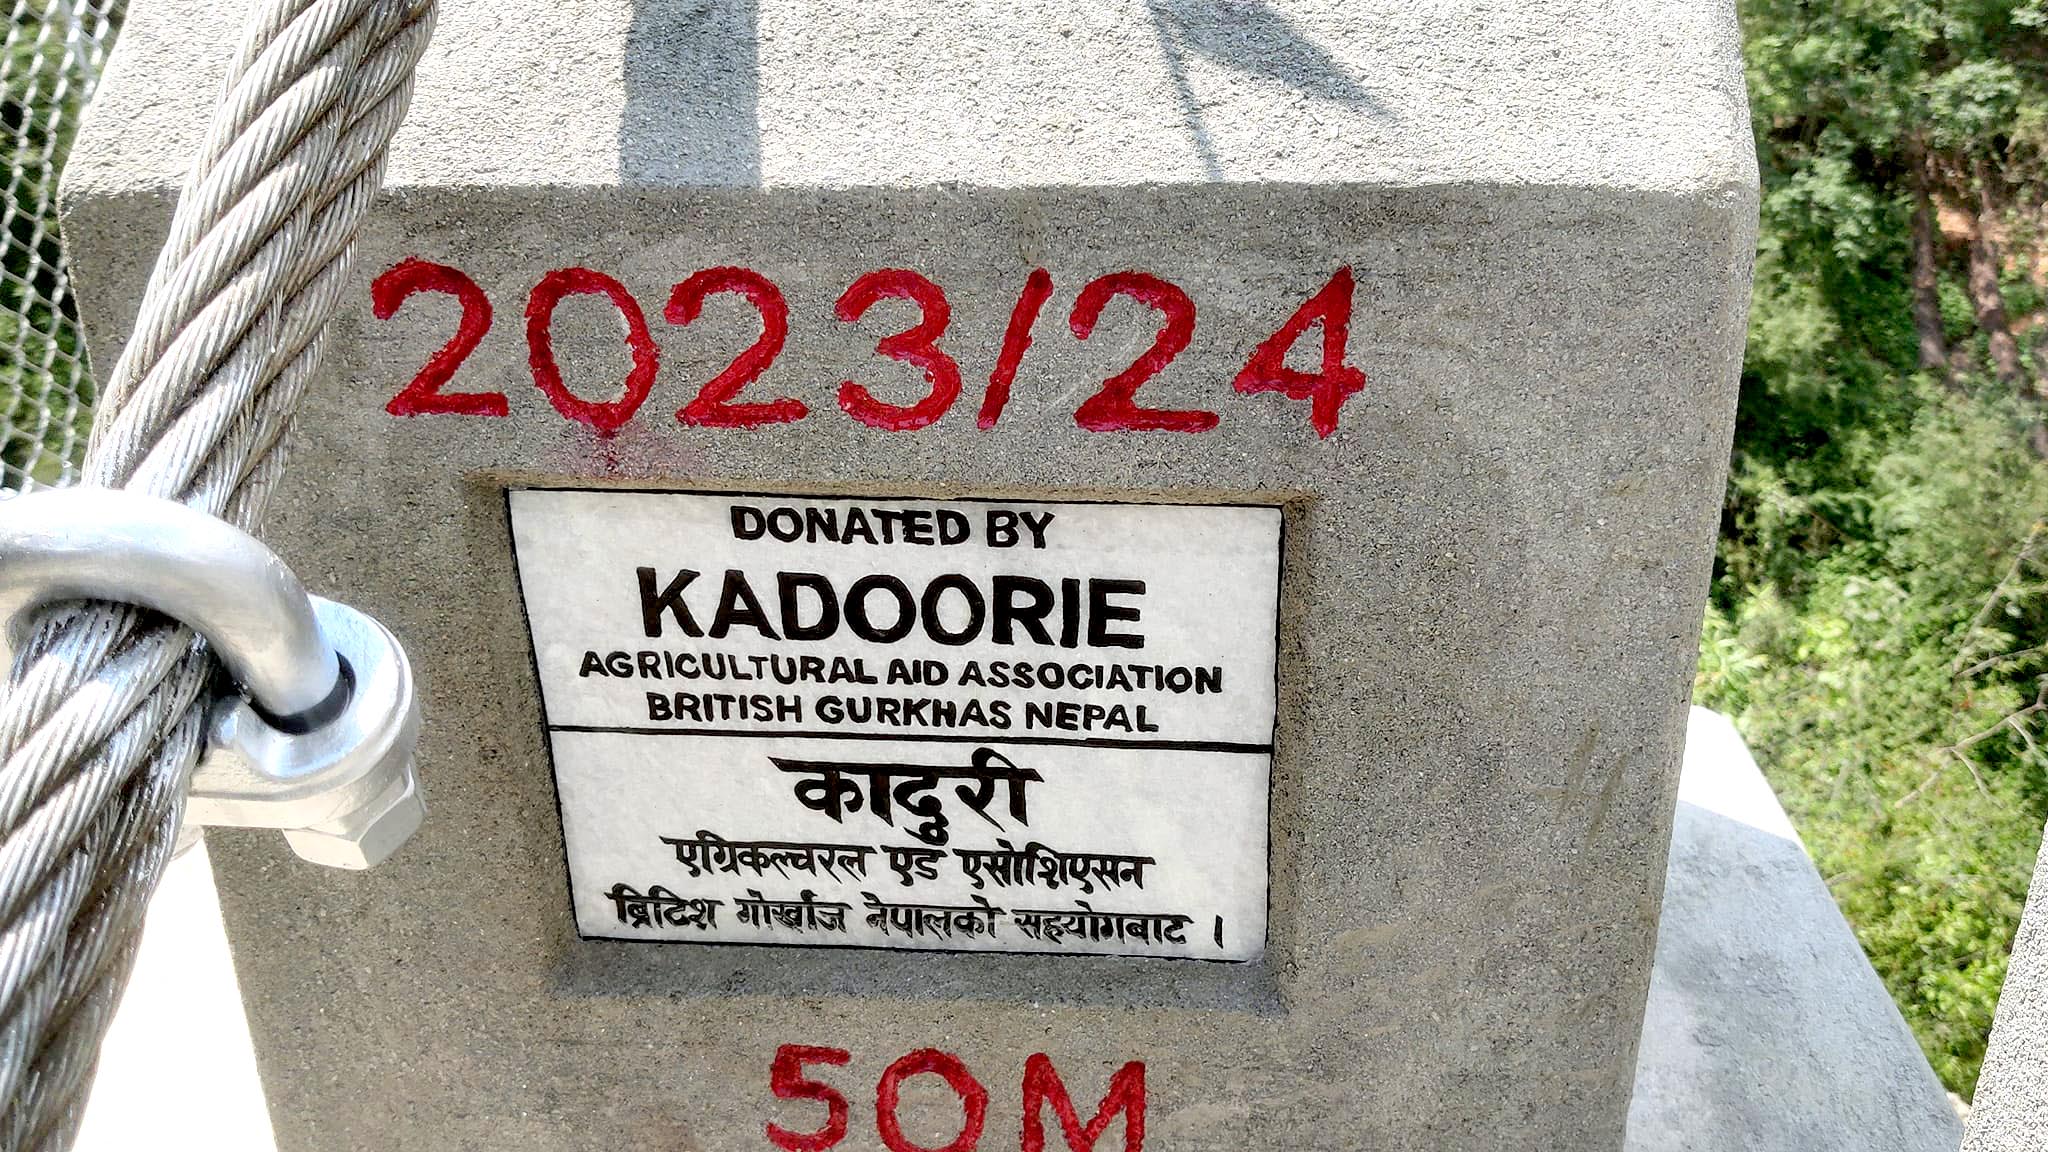 2023/24
DONATED BY
KADOORIE
AGRICULTURAL AID ASSOCIATION
BRITISH GURKHAS NEPAL
कादुरी
एग्रिकल्चरल एड एसोशिएसन
ब्रिटिश गोर्खाज नेपालको सहयोगबाट ।
50M